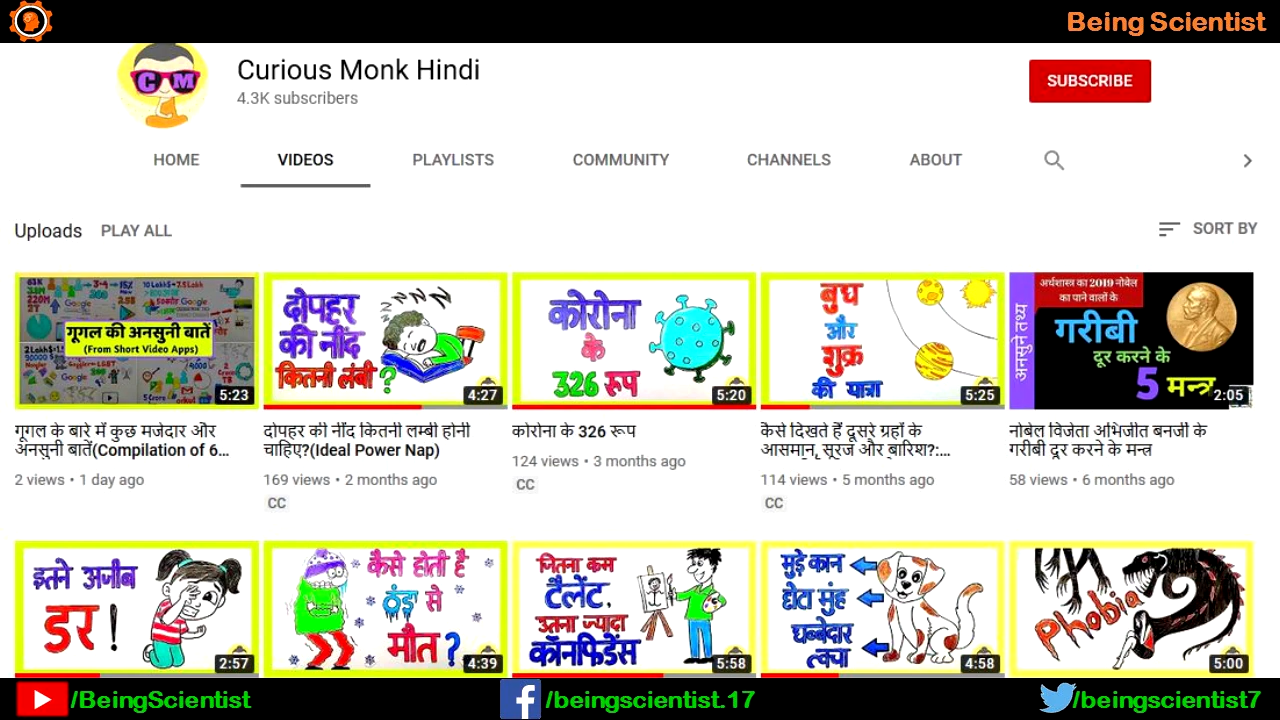 Being Scientist
C M
Curious Monk Hindi
4.3K subscribers
SUBSCRIBE
HOME VIDEOS PLAYLISTS COMMUNITY CHANNELS ABOUT
Uploads PLAY ALL SORT BY
गूगल की अनसुनी बातें
(From Short Video Apps)
5:23
दोपहर
की नींद
कितनी लंबी?
4:27
कोरोना
के
326 रूप
5:20
बुध
और
शुक्र
की यात्रा
5:25
अनसुने तथ्य
अर्थशास्त्र का 2019 नोबेल
का पाने वालों के
गरीबी
दूर करने के
5 मन्त्र
2:05
गूगल के बारे में कुछ मजेदार और
अनसुनी बातें(Compilation of 6...
2 views • 1 day ago
दोपहर की नींद कितनी लम्बी होनी
चाहिए?(Ideal Power Nap)
169 views • 2 months ago
CC
कोरोना के 326 रूप
124 views • 3 months ago
CC
कैसे दिखते हैं दूसरे ग्रहों के
आसमान, सूरज और बारिश?:...
114 views • 5 months ago
CC
नोबेल विजेता अभिजीत बनर्जी के
गरीबी दूर करने के मन्त्र
58 views • 6 months ago
इतने अजीब
डर!
2:57
कैसे होती है
ठंड से
मौत?
4:39
जितना कम
टैलेंट,
उतना ज्यादा
कॉनफिडेंस
5:58
मुड़े कान
छोटा मुंह
धब्बेदार
त्वचा
4:58
Phobia
5:00
/BeingScientist /beingscientist.17 /beingscientist7